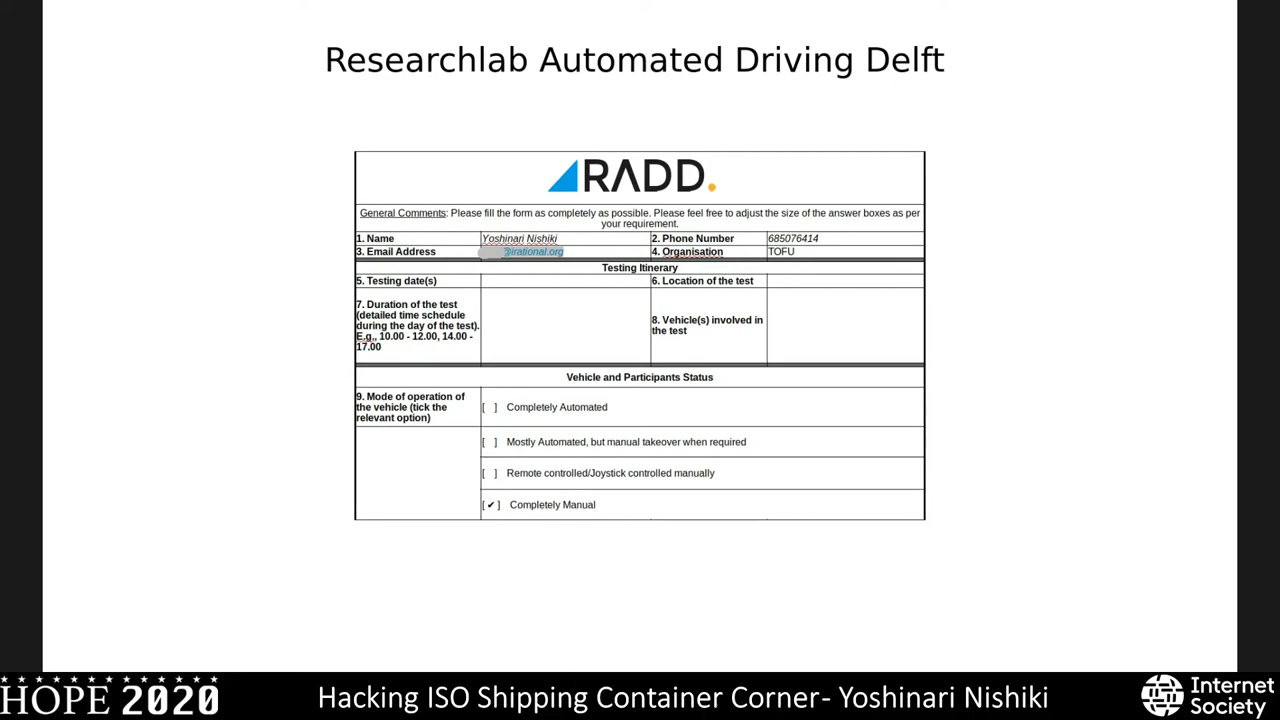 Researchlab Automated Driving Delft
RADD.
General Comments: Please fill the form as completely as possible. Please feel free to adjust the size of the answer boxes as per
your requirement.
1. Name Yoshinari Nishiki 2. Phone Number 685076414
3. Email Address @irational.org 4. Organisation TOFU
Testing Itinerary
5. Testing date(s) 6. Location of the test
7. Duration of the test
(detailed time schedule
during the day of the test).
E.g., 10.00 - 12.00, 14.00 -
17.00
8. Vehicle(s) involved in
the test
Vehicle and Participants Status
9. Mode of operation of
the vehicle (tick the
relevant option)
[ ] Completely Automated
[ ] Mostly Automated, but manual takeover when required
[ ] Remote controlled/Joystick controlled manually
[ ✔ ] Completely Manual
HOPE 2020
Hacking ISO Shipping Container Corner- Yoshinari Nishiki
Internet
Society